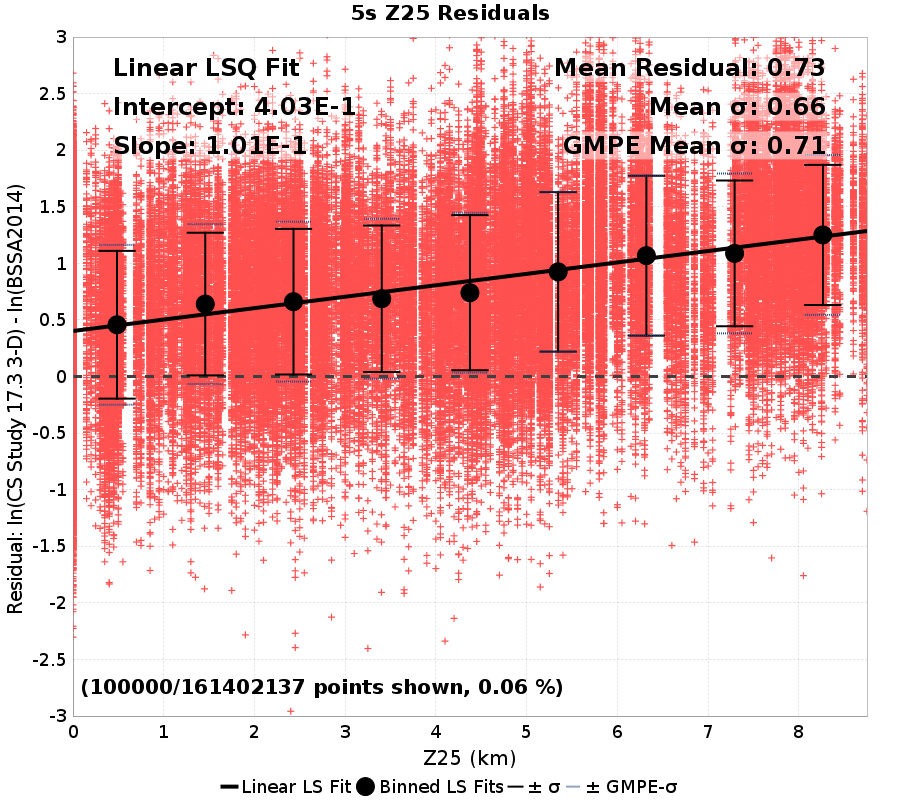 5s Z25 Residuals
Linear LSQ Fit
Intercept: 4.03E-1
Slope: 1.01E-1
Mean Residual: 0.73
Mean σ: 0.66
GMPE Mean σ: 0.71
3
2.5
2
1.5
1
0.5
0
-0.5
-1
-1.5
-2
-2.5
-3
Residual: ln(CS Study 17.3 3-D) - ln(BSSA2014)
(100000/161402137 points shown, 0.06 %)
0 1 2 3 4 5 6 7 8
Z25 (km)
Linear LS Fit Binned LS Fits ± σ ± GMPE-σ